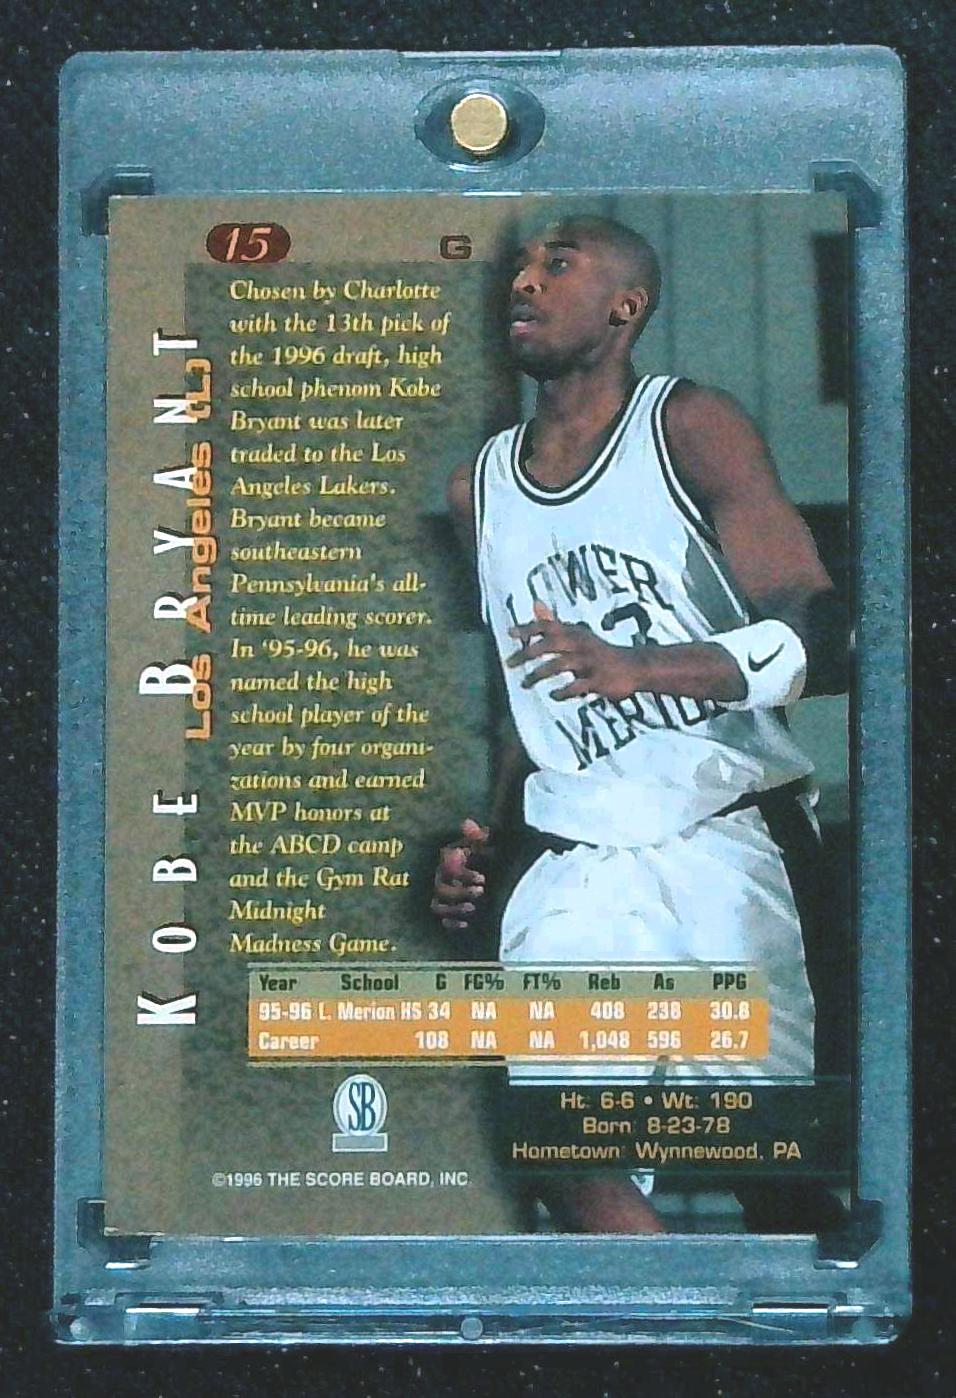 15
G
KOBE BRYANT
Los Angeles (L)
Chosen by Charlotte
with the 13th pick of
the 1996 draft, high
school phenom Kobe
Bryant was later
traded to the Los
Angeles Lakers.
Bryant became
southeastern
Pennsylvania's all-
time leading scorer.
In '95-96, he was
named the high
school player of the
year by four organi-
zations and earned
MVP honors at
the ABCD camp
and the Gym Rat
Midnight
Madness Game.
LOWER
3
MERION
Year School G FG% FT% Reb As PPG
95-96 L. Merion HS 34 NA NA 408 238 30.8
Career 108 NA NA 1,048 596 26.7
SB
Ht: 6-6 • Wt: 190
Born: 8-23-78
Hometown: Wynnewood, PA
©1996 THE SCORE BOARD, INC.